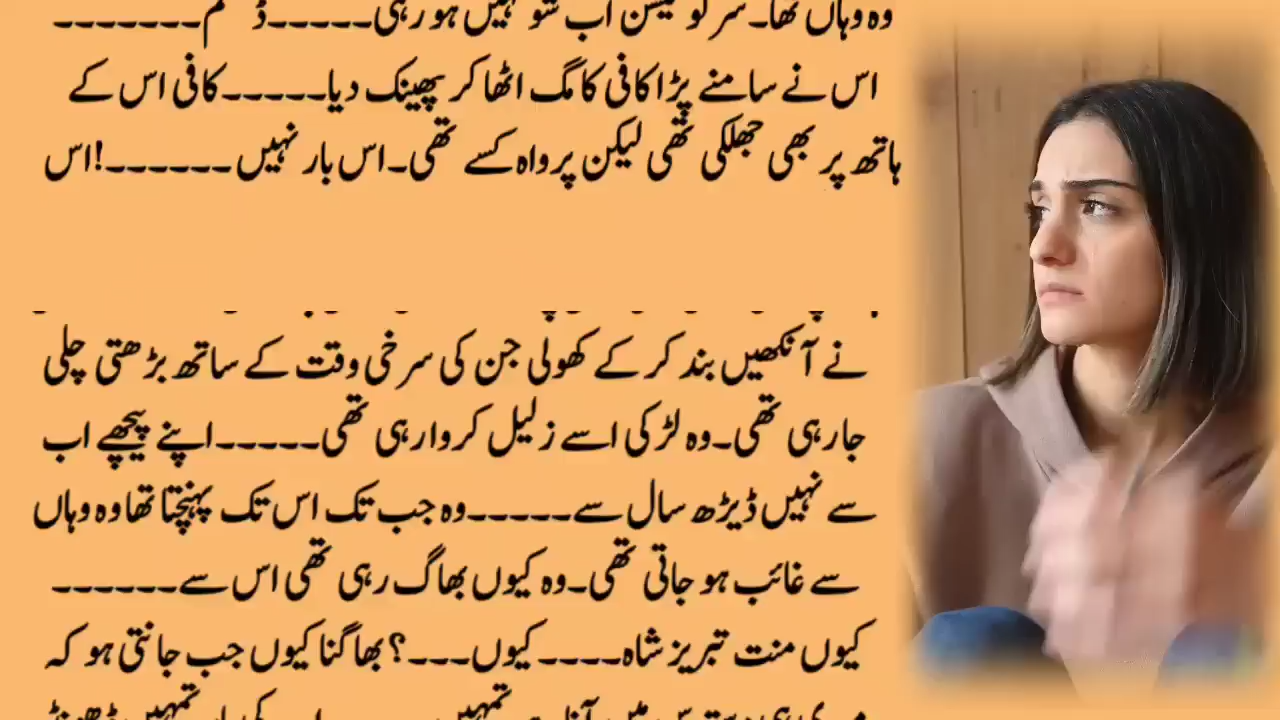 وہ وہاں تھا۔سر لوکیشن اب شو نہیں ہو رہی۔۔۔۔۔ڈ
اس نے سامنے پڑا کافی کا مگ اٹھا کر پھینک دیا۔۔۔۔۔کافی اس کے
ہاتھ پر بھی جھلکی تھی لیکن پرواہ کسے تھی۔اس بار نہیں۔۔۔۔۔۔!اس
نے آنکھیں بند کر کے کھولی جن کی سرخی وقت کے ساتھ بڑھتی چلی
جا رہی تھی۔وہ لڑکی اسے زلیل کروا رہی تھی۔۔۔۔۔اپنے پیچھے اب
سے نہیں ڈیڑھ سال سے۔۔۔۔۔وہ جب تک اس تک پہنچتا تھا وہ وہاں
سے غائب ہو جاتی تھی۔وہ کیوں بھاگ رہی تھی اس سے۔۔۔۔۔۔
کیوں منت تبریز شاہ۔۔۔۔کیوں۔۔۔؟ بھاگنا کیوں جب جانتی ہو کہ